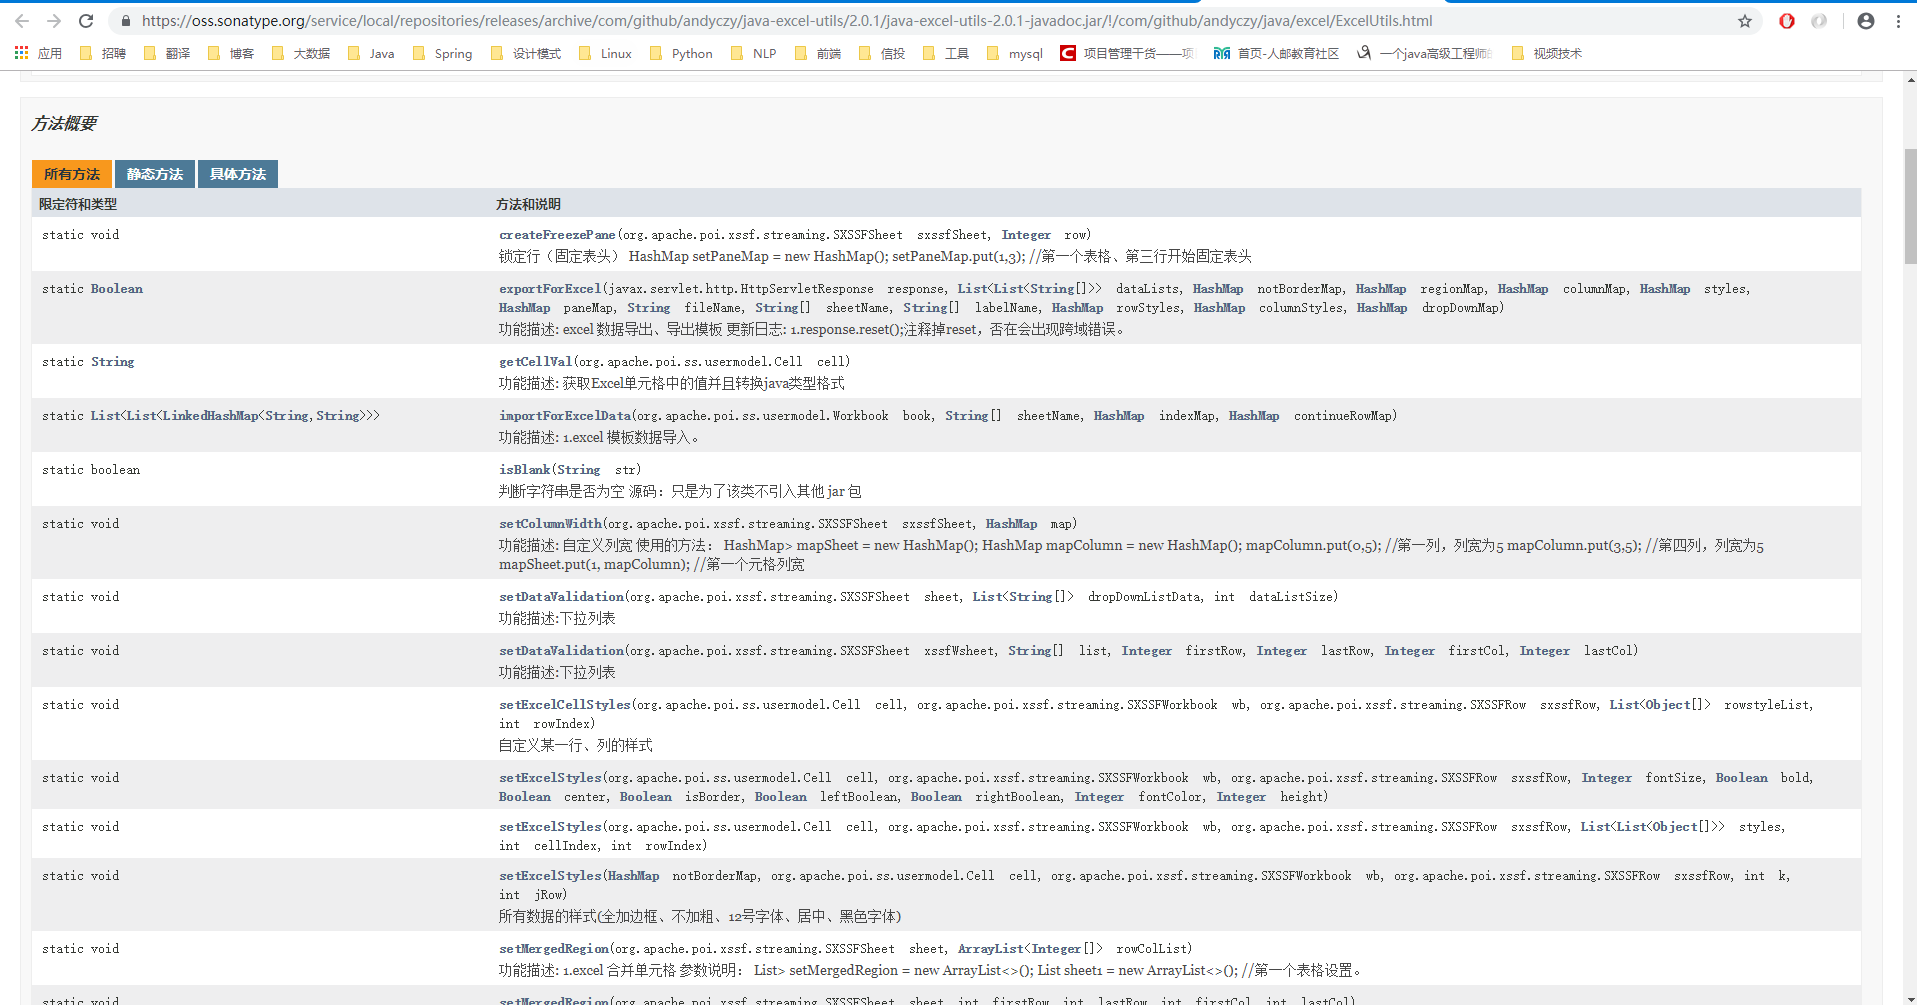 https://oss.sonatype.org/service/local/repositories/releases/archive/com/github/andyczy/java-excel-utils/2.0.1/java-excel-utils-2.0.1-javadoc.jar/!/com/github/andyczy/java/excel/ExcelUtils.html
应用 招聘 翻译 博客 大数据 Java Spring 设计模式 Linux Python NLP 前端 信投 工具 mysql 项目管理干货——项 首页-人邮教育社区 一个java高级工程师的 视频技术
方法概要
所有方法 静态方法 具体方法
限定符和类型 方法和说明
static void createFreezePane(org.apache.poi.xssf.streaming.SXSSFSheet sxssfSheet, Integer row)
锁定行（固定表头） HashMap setPaneMap = new HashMap(); setPaneMap.put(1,3); //第一个表格、第三行开始固定表头
static Boolean exportForExcel(javax.servlet.http.HttpServletResponse response, List<List<String[]>> dataLists, HashMap notBorderMap, HashMap regionMap, HashMap columnMap, HashMap styles,
HashMap paneMap, String fileName, String[] sheetName, String[] labelName, HashMap rowStyles, HashMap columnStyles, HashMap dropDownMap)
功能描述: excel 数据导出、导出模板 更新日志: 1.response.reset();注释掉reset，否在会出现跨域错误。
static String getCellVal(org.apache.poi.ss.usermodel.Cell cell)
功能描述: 获取Excel单元格中的值并且转换java类型格式
static List<List<LinkedHashMap<String,String>>> importForExcelData(org.apache.poi.ss.usermodel.Workbook book, String[] sheetName, HashMap indexMap, HashMap continueRowMap)
功能描述: 1.excel 模板数据导入。
static boolean isBlank(String str)
判断字符串是否为空 源码：只是为了该类不引入其他 jar 包
static void setColumnWidth(org.apache.poi.xssf.streaming.SXSSFSheet sxssfSheet, HashMap map)
功能描述: 自定义列宽 使用的方法： HashMap> mapSheet = new HashMap(); HashMap mapColumn = new HashMap(); mapColumn.put(0,5); //第一列，列宽为5 mapColumn.put(3,5); //第四列，列宽为5
mapSheet.put(1, mapColumn); //第一个元格列宽
static void setDataValidation(org.apache.poi.xssf.streaming.SXSSFSheet sheet, List<String[]> dropDownListData, int dataListSize)
功能描述:下拉列表
static void setDataValidation(org.apache.poi.xssf.streaming.SXSSFSheet xssfWsheet, String[] list, Integer firstRow, Integer lastRow, Integer firstCol, Integer lastCol)
功能描述:下拉列表
static void setExcelCellStyles(org.apache.poi.ss.usermodel.Cell cell, org.apache.poi.xssf.streaming.SXSSFWorkbook wb, org.apache.poi.xssf.streaming.SXSSFRow sxssfRow, List<Object[]> rowstyleList,
int rowIndex)
自定义某一行、列的样式
static void setExcelStyles(org.apache.poi.ss.usermodel.Cell cell, org.apache.poi.xssf.streaming.SXSSFWorkbook wb, org.apache.poi.xssf.streaming.SXSSFRow sxssfRow, Integer fontSize, Boolean bold,
Boolean center, Boolean isBorder, Boolean leftBoolean, Boolean rightBoolean, Integer fontColor, Integer height)
static void setExcelStyles(org.apache.poi.ss.usermodel.Cell cell, org.apache.poi.xssf.streaming.SXSSFWorkbook wb, org.apache.poi.xssf.streaming.SXSSFRow sxssfRow, List<List<Object[]>> styles,
int cellIndex, int rowIndex)
static void setExcelStyles(HashMap notBorderMap, org.apache.poi.ss.usermodel.Cell cell, org.apache.poi.xssf.streaming.SXSSFWorkbook wb, org.apache.poi.xssf.streaming.SXSSFRow sxssfRow, int k,
int jRow)
所有数据的样式(全加边框、不加粗、12号字体、居中、黑色字体)
static void setMergedRegion(org.apache.poi.xssf.streaming.SXSSFSheet sheet, ArrayList<Integer[]> rowColList)
功能描述: 1.excel 合并单元格 参数说明： List> setMergedRegion = new ArrayList<>(); List sheet1 = new ArrayList<>(); //第一个表格设置。
static void setMergedRegion(org.apache.poi.xssf.streaming.SXSSFSheet sheet, int firstRow, int lastRow, int firstCol, int lastCol)